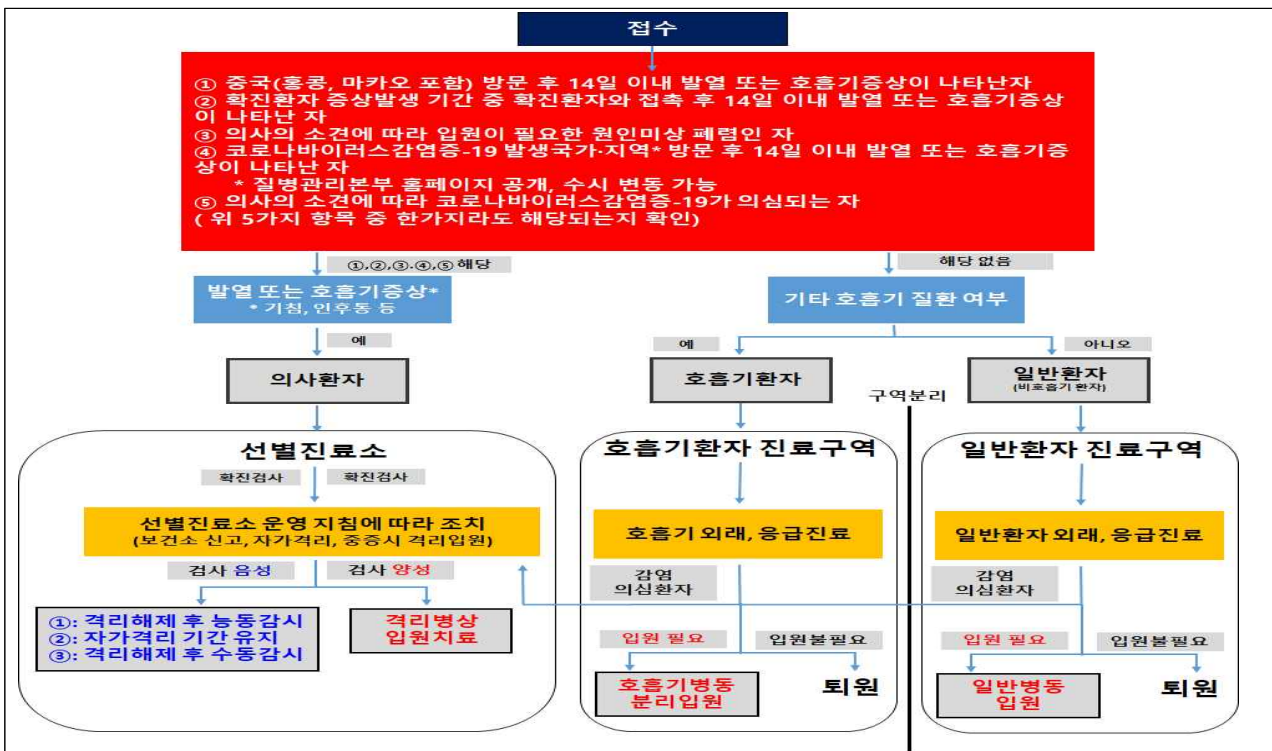 접수
① 중국(홍콩, 마카오 포함) 방문 후 14일 이내 발열 또는 호흡기증상이 나타난자
② 확진환자 증상발생 기간 중 확진환자와 접촉 후 14일 이내 발열 또는 호흡기증상
이 나타난 자
③ 의사의 소견에 따라 입원이 필요한 원인미상 폐렴인 자
④ 코로나바이러스감염증-19 발생국가·지역* 방문 후 14일 이내 발열 또는 호흡기증
상이 나타난 자
* 질병관리본부 홈페이지 공개, 수시 변동 가능
⑤ 의사의 소견에 따라 코로나바이러스감염증-19가 의심되는 자
( 위 5가지 항목 중 한가지라도 해당되는지 확인)
①,②,③.④,⑤ 해당
해당 없음
발열 또는 호흡기증상*
* 기침, 인후통 등
기타 호흡기 질환 여부
예
예
아니오
의사환자
호흡기환자
일반환자
(비호흡기 환자)
구역분리
선별진료소
호흡기환자 진료구역
일반환자 진료구역
확진검사
확진검사
선별진료소 운영 지침에 따라 조치
(보건소 신고, 자가격리, 중증시 격리입원)
호흡기 외래, 응급진료
일반환자 외래, 응급진료
검사 음성
검사 양성
감염
의심환자
감염
의심환자
①: 격리해제 후 능동감시
②: 자가격리 기간 유지
③: 격리해제 후 수동감시
격리병상
입원치료
입원 필요
입원불필요
입원 필요
입원불필요
호흡기병동
분리입원
퇴원
일반병동
입원
퇴원